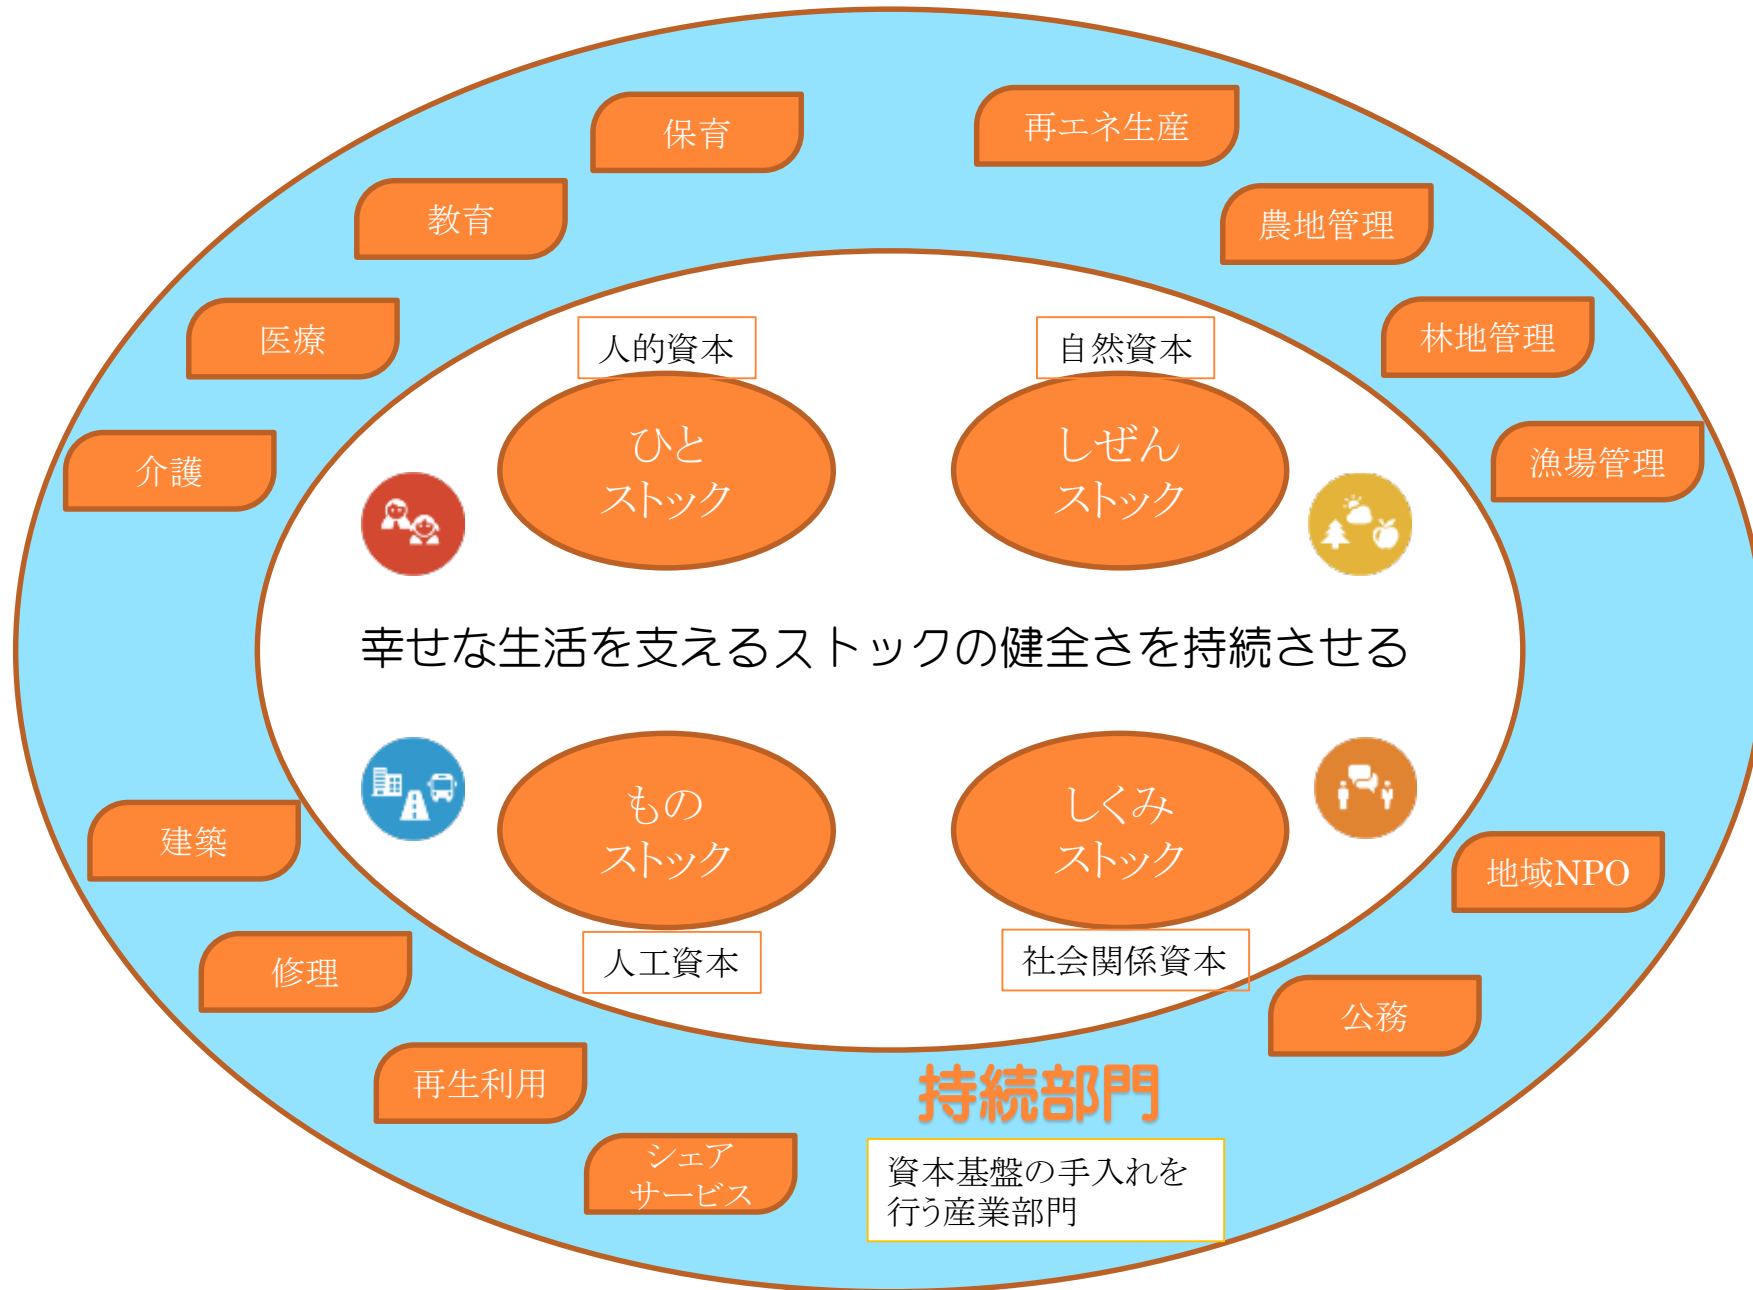 保育
再エネ生産
教育
農地管理
医療
林地管理
人的資本
自然資本
ひと
ストック
しぜん
ストック
介護
漁場管理
幸せな生活を支えるストックの健全さを持続させる
もの
ストック
しくみ
ストック
建築
地域NPO
人工資本
社会関係資本
修理
公務
再生利用
持続部門
シェア
サービス
資本基盤の手入れを
行う産業部門